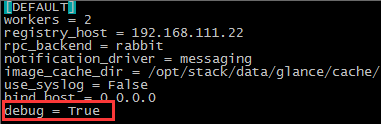 [DEFAULT]
workers = 2
registry_host = 192.168.111.22
rpc_backend = rabbit
notification_driver = messaging
image_cache_dir = /opt/stack/data/glance/cache/
use_syslog = False
bind_host = 0.0.0.0
debug = True